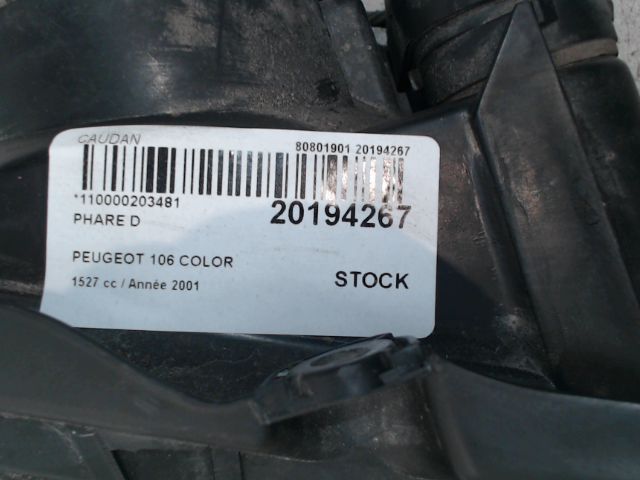 CAUDAN
80801901 20194267
*110000203481
20194267
PHARE D
PEUGEOT 106 COLOR
1527 cc / Année 2001
STOCK